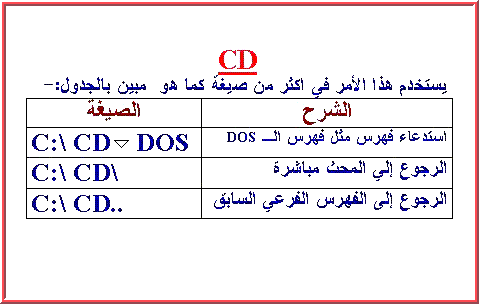 CD
يستخدم هذا الأمر في اكثر من صيغة كما هو مبين بالجدول:-
الشرح الصيغة
استدعاء فهرس مثل فهرس الـــ DOS C:\ CD DOS
الرجوع إلي المحث مباشرة C:\ CD\
الرجوع إلى الفهرس الفرعي السابق C:\ CD..